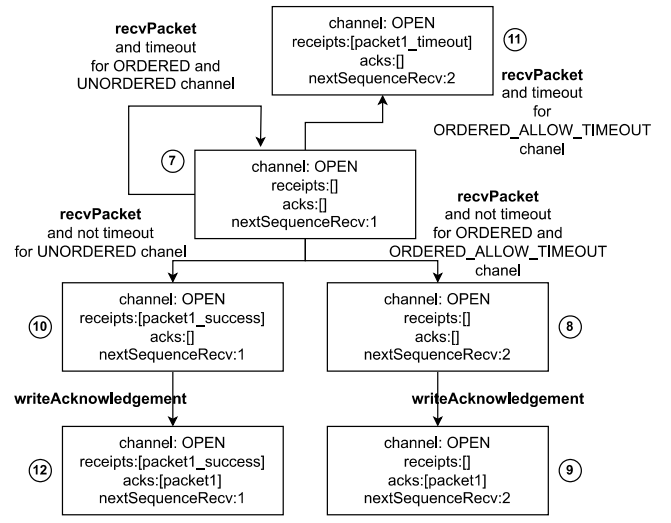 recvPacket
and timeout
for ORDERED and
UNORDERED channel
channel: OPEN
receipts:[packet1_timeout]
acks:[]
nextSequenceRecv:2
11
recvPacket
and timeout
for
ORDERED_ALLOW_TIMEOUT
chanel
7
channel: OPEN
receipts:[]
acks:[]
nextSequenceRecv:1
recvPacket
and not timeout
for UNORDERED chanel
recvPacket
and not timeout
for ORDERED and
ORDERED_ALLOW_TIMEOUT
chanel
10
channel: OPEN
receipts:[packet1_success]
acks:[]
nextSequenceRecv:1
channel: OPEN
receipts:[]
acks:[]
nextSequenceRecv:2
8
writeAcknowledgement
writeAcknowledgement
12
channel: OPEN
receipts:[packet1_success]
acks:[packet1]
nextSequenceRecv:1
channel: OPEN
receipts:[]
acks:[packet1]
nextSequenceRecv:2
9